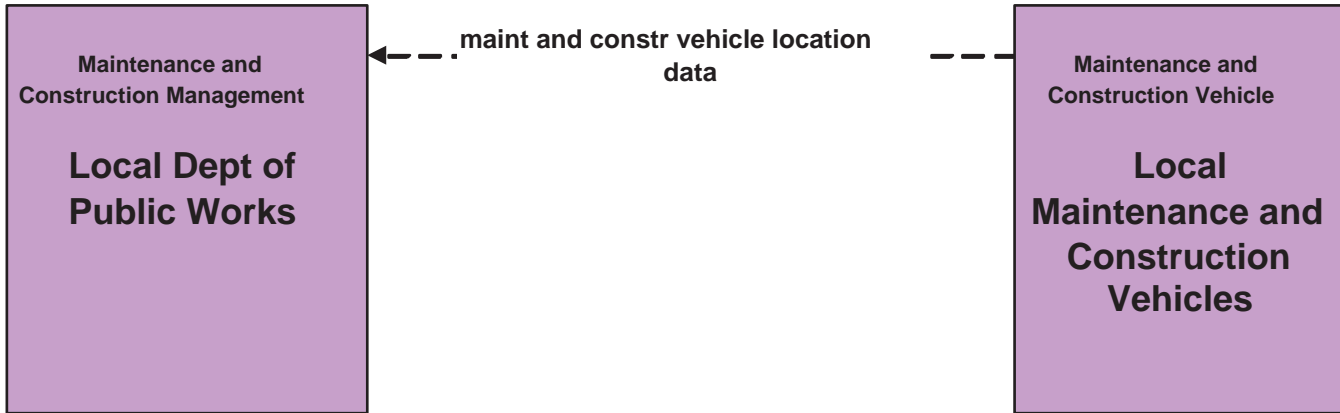 Maintenance and
Construction Management
Local Dept of
Public Works
maint and constr vehicle location
data
Maintenance and
Construction Vehicle
Local
Maintenance and
Construction
Vehicles